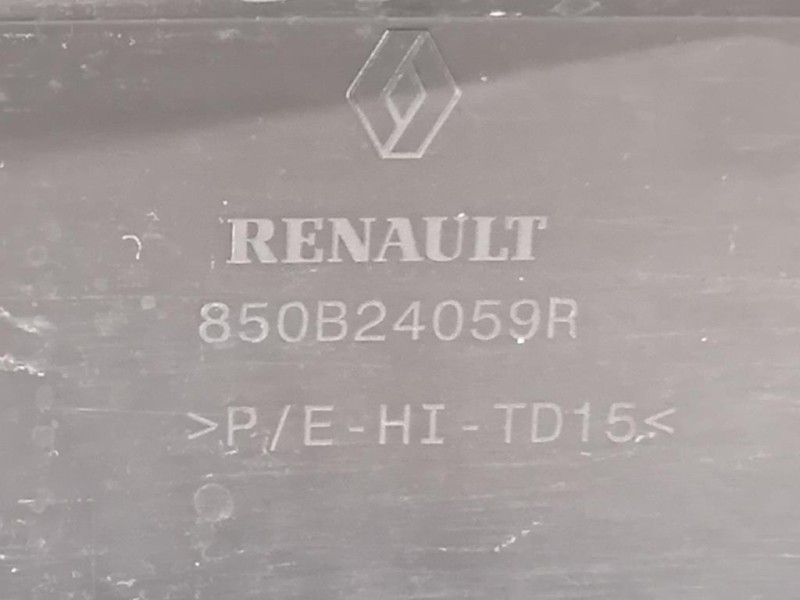 RENAULT
850B24059R
>P/E-HI-TD15<